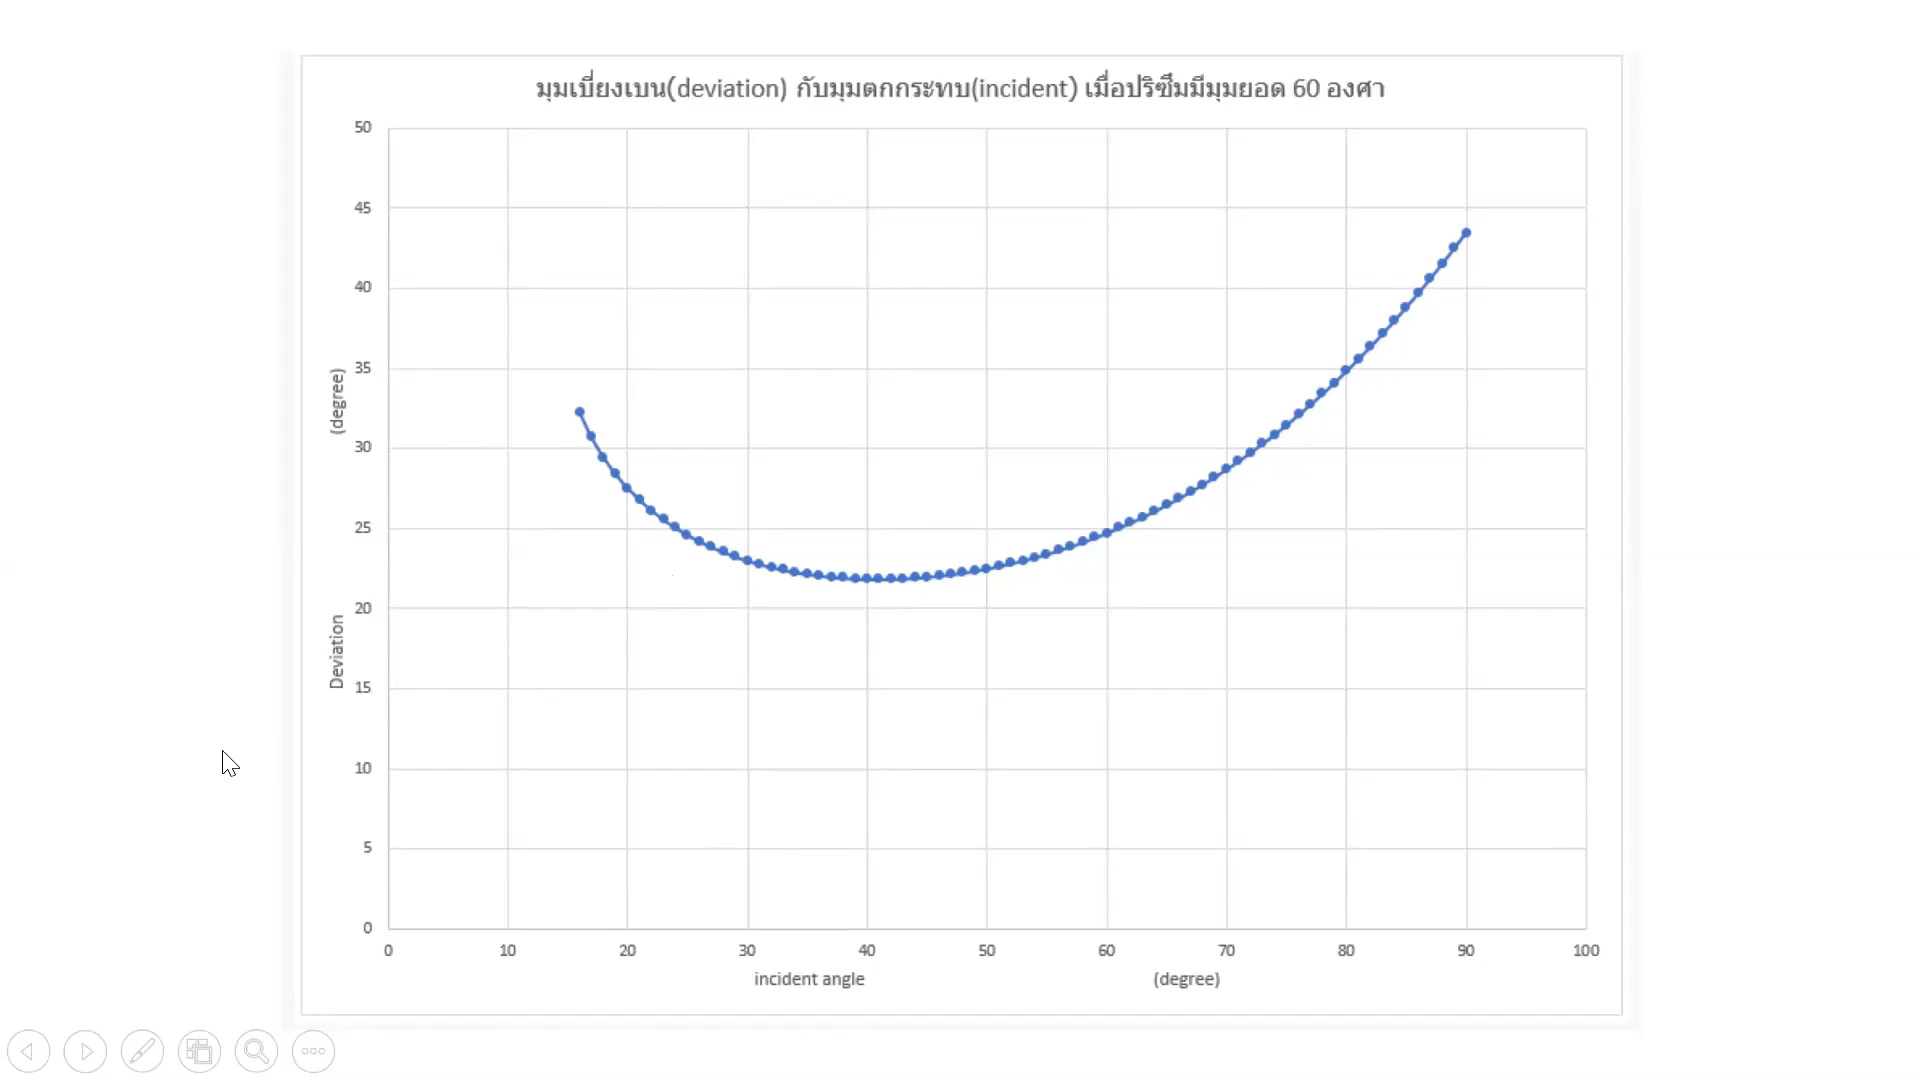 มุมเบี่ยงเบน(deviation) กับมุมตกกระทบ(incident) เมื่อปริซึมมีมุมยอด 60 องศา
50
45
40
35
30
25
20
15
10
5
0
Deviation (degree)
0 10 20 30 40 50 60 70 80 90 100
incident angle (degree)